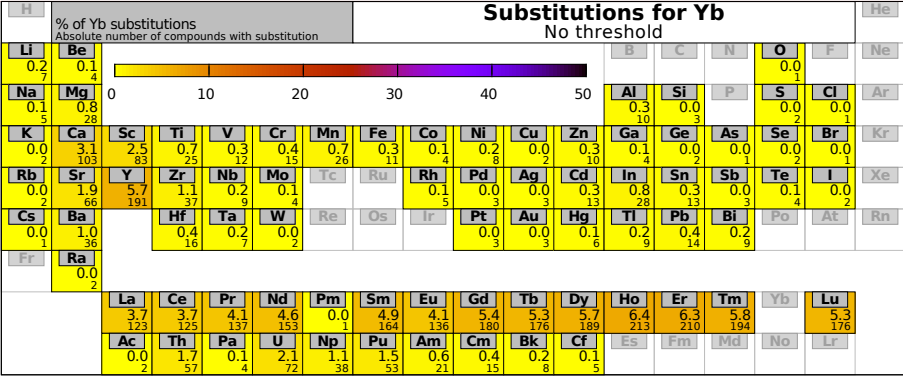 H
% of Yb substitutions
Absolute number of compounds with substitution
Substitutions for Yb
No threshold
He
Li Be B C N O F Ne
0.2 0.1 0.0
7 4 1
0 10 20 30 40 50
Na Mg Al Si P S Cl Ar
0.1 0.8 0.3 0.0 0.0 0.0
5 28 10 3 2 1
K Ca Sc Ti V Cr Mn Fe Co Ni Cu Zn Ga Ge As Se Br Kr
0.0 3.1 2.5 0.7 0.3 0.4 0.7 0.3 0.1 0.2 0.0 0.3 0.1 0.0 0.0 0.0 0.0
2 103 83 25 12 15 26 11 4 8 2 10 4 2 1 2 1
Rb Sr Y Zr Nb Mo Tc Ru Rh Pd Ag Cd In Sn Sb Te I Xe
0.0 1.9 5.7 1.1 0.2 0.1 0.1 0.0 0.0 0.3 0.8 0.3 0.0 0.1 0.0
2 66 191 37 9 4 5 3 3 13 28 13 3 4 2
Cs Ba Hf Ta W Re Os Ir Pt Au Hg Tl Pb Bi Po At Rn
0.0 1.0 0.4 0.2 0.0 0.0 0.0 0.1 0.2 0.4 0.2
1 36 16 7 2 3 3 6 9 14 9
Fr Ra
0.0
2
La Ce Pr Nd Pm Sm Eu Gd Tb Dy Ho Er Tm Yb Lu
3.7 3.7 4.1 4.6 0.0 4.9 4.1 5.4 5.3 5.7 6.4 6.3 5.8 5.3
123 125 137 153 1 164 136 180 176 189 213 210 194 176
Ac Th Pa U Np Pu Am Cm Bk Cf Es Fm Md No Lr
0.0 1.7 0.1 2.1 1.1 1.5 0.6 0.4 0.2 0.1
2 57 4 72 38 53 21 15 8 5